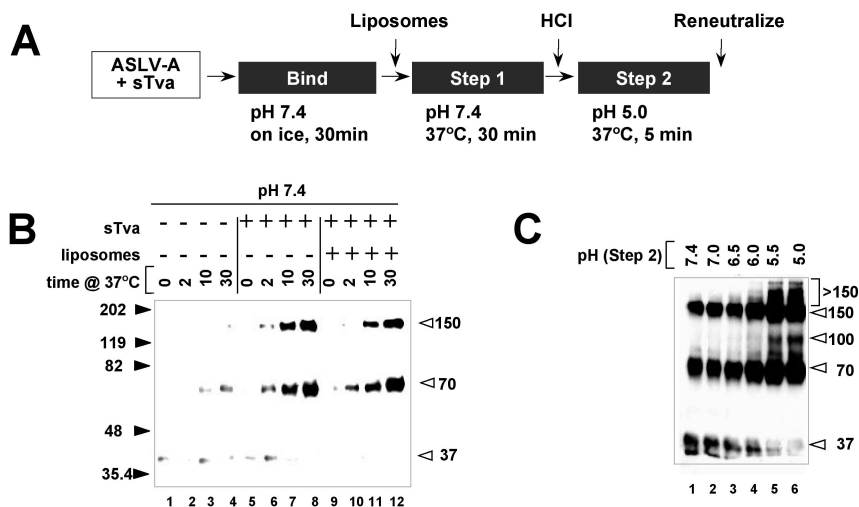 A
Liposomes HCl Reneutralize
ASLV-A
+ sTva
Bind Step 1 Step 2
pH 7.4 pH 7.4 pH 5.0
on ice, 30min 37ºC, 30 min 37ºC, 5 min
B
pH 7.4
sTva - - - - + + + + + + + +
liposomes - - - - - - - - + + + +
time @ 37ºC 0 2 10 30 0 2 10 30 0 2 10 30
202
119
82
48
35.4
150
70
37
1 2 3 4 5 6 7 8 9 10 11 12
C
pH (Step 2) 7.4 7.0 6.5 6.0 5.5 5.0
>150
150
100
70
37
1 2 3 4 5 6